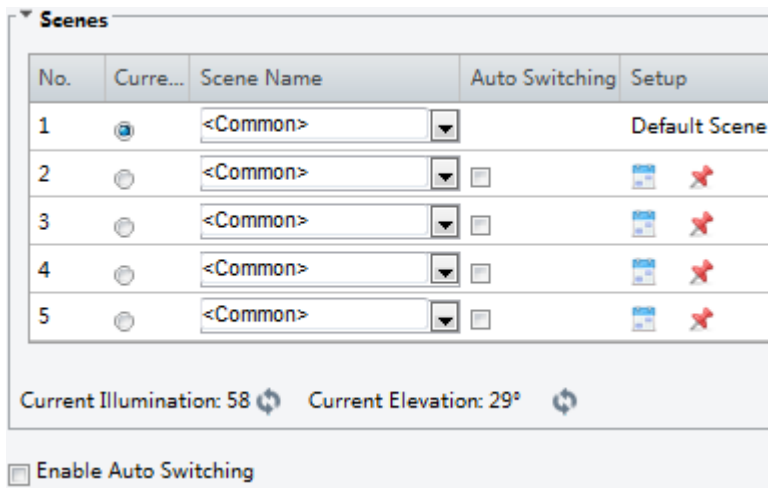 Scenes
No. Curre... Scene Name Auto Switching Setup
1 <Common> Default Scene
2 <Common>
3 <Common>
4 <Common>
5 <Common>
Current Illumination: 58 Current Elevation: 29°
Enable Auto Switching